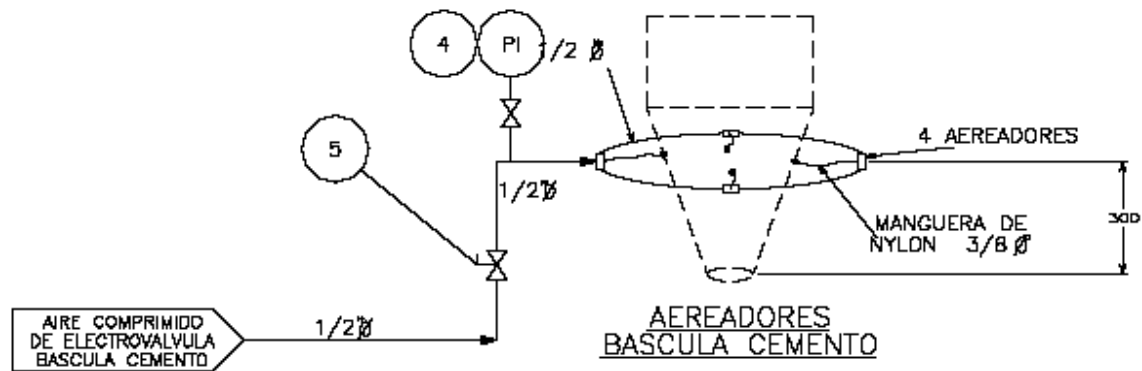 4
PI
1/2"Ø
5
4 AEREADORES
1/2"Ø
MANGUERA DE
NYLON 3/8"Ø
300
AIRE COMPRIMIDO
DE ELECTROVALVULA
BASCULA CEMENTO
1/2"Ø
AEREADORES
BASCULA CEMENTO